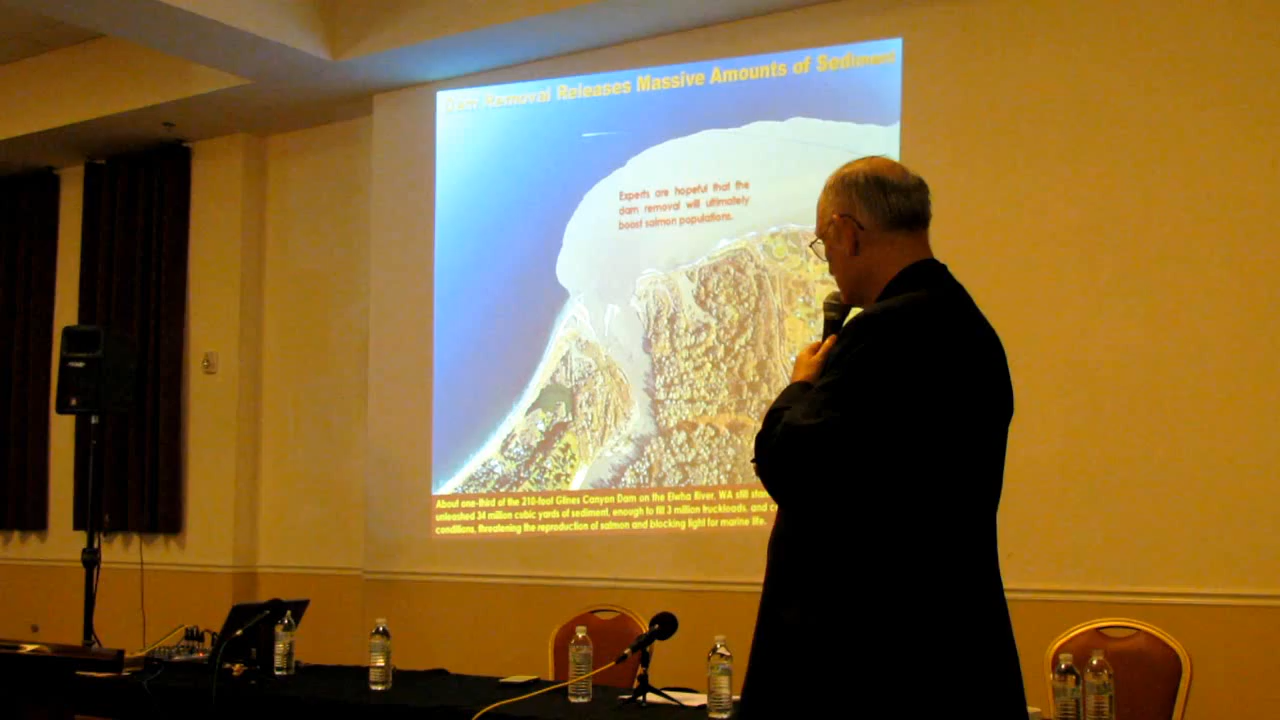 Dam Removal Releases Massive Amounts of Sediment
Experts are hopeful that the
dam removal will ultimately
boost salmon populations.
About one-third of the 210-foot Glines Canyon Dam on the Elwha River, WA still
unleashed 34 million cubic yards of sediment, enough to fill 3 million truckloads, and
conditions, threatening the reproduction of salmon and blocking light for marine life.